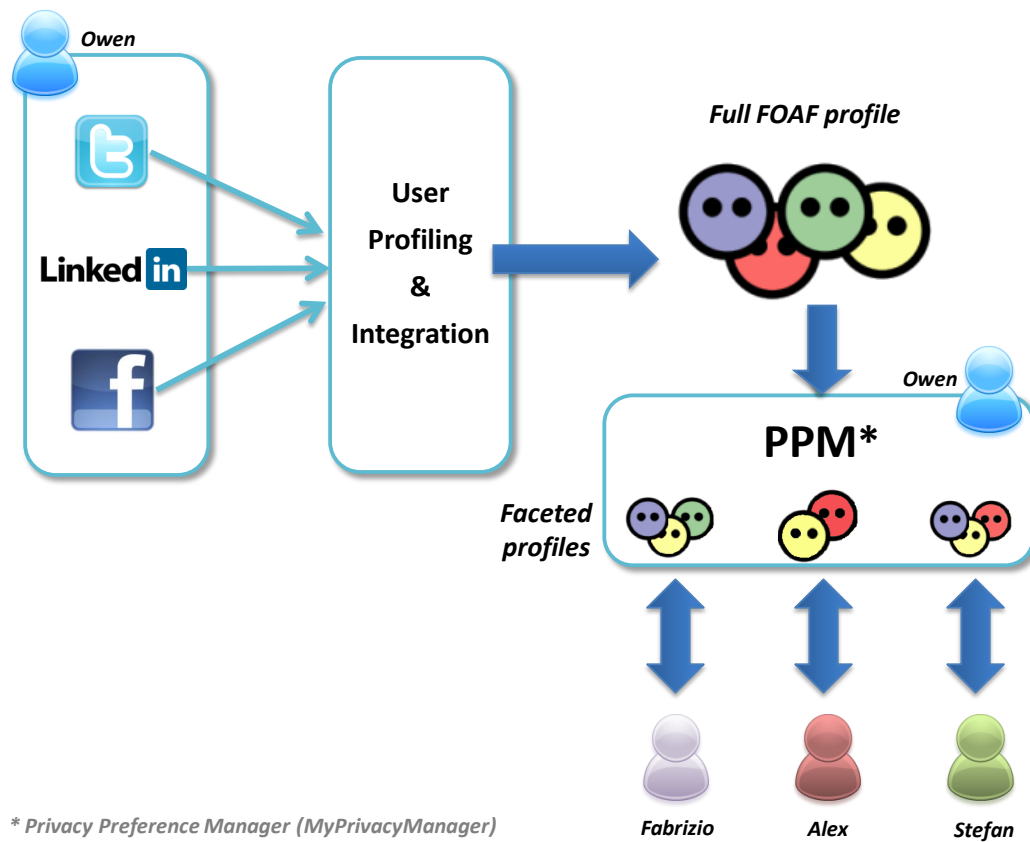 Owen
t
Linked in
f
User
Profiling
&
Integration
Full FOAF profile
Owen
PPM*
Faceted
profiles
Fabrizio
Alex
Stefan
* Privacy Preference Manager (MyPrivacyManager)